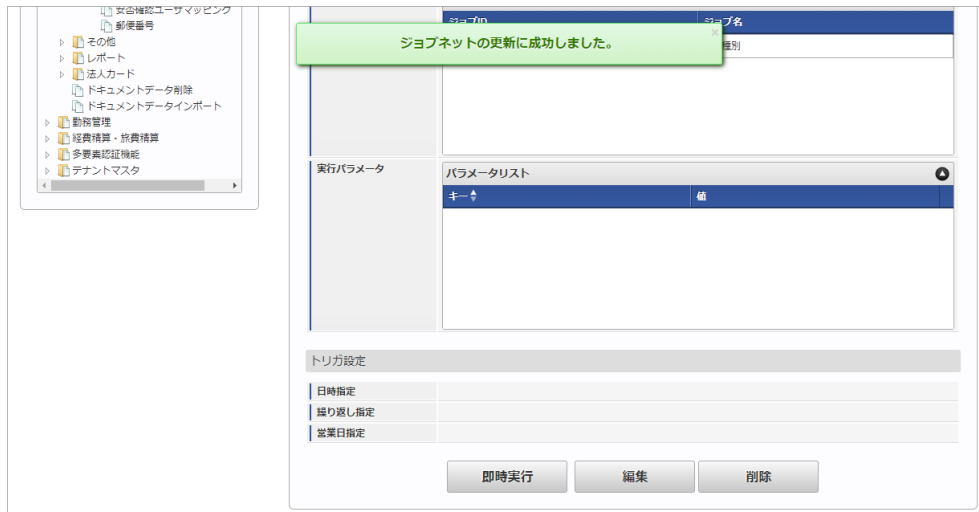 安否確認ユーザマッピング
郵便番号
その他
レポート
法人カード
ドキュメントデータ削除
ドキュメントデータインポート
勤務管理
経費精算・旅費精算
多要素認証機能
テナントマスタ
ジョブID
ジョブ名
ジョブネットの更新に成功しました。
×
種別
実行パラメータ
パラメータリスト
キー
値
トリガ設定
日時指定
繰り返し指定
営業日指定
即時実行
編集
削除